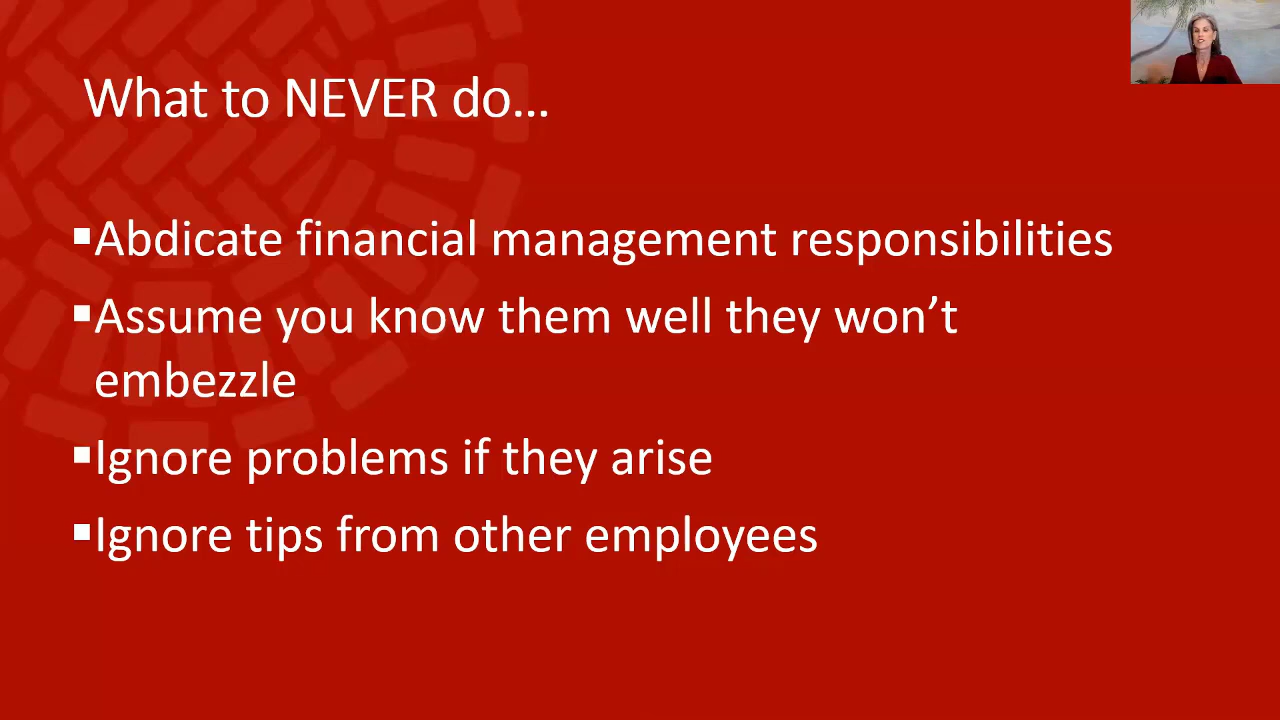 What to NEVER do...
▪Abdicate financial management responsibilities
▪Assume you know them well they won’t
embezzle
▪Ignore problems if they arise
▪Ignore tips from other employees